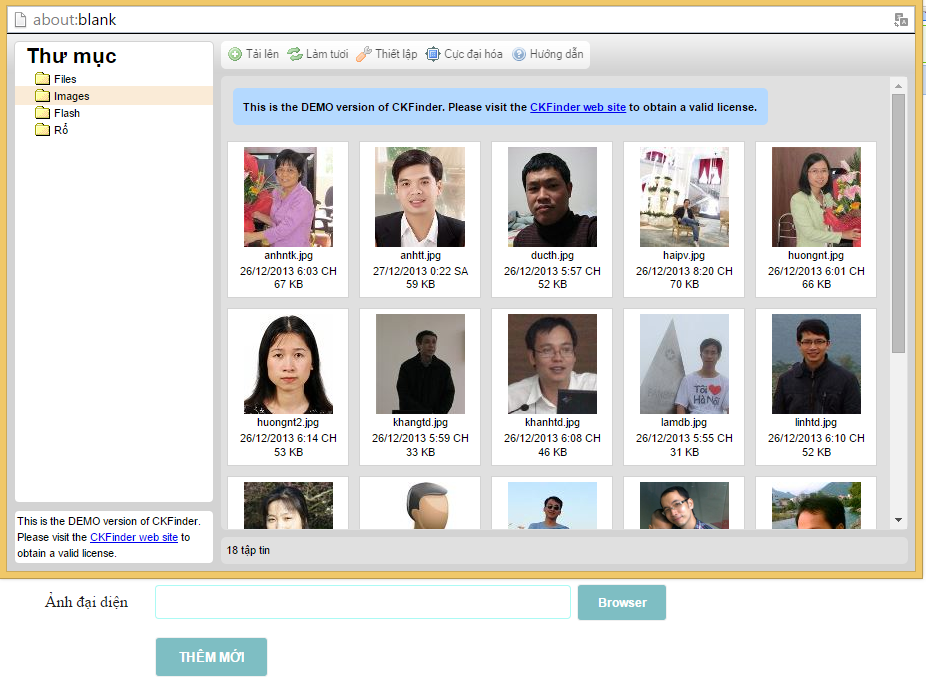 about:blank
Thư mục
Files
Images
Flash
Rổ
Tải lên
Làm tươi
Thiết lập
Cực đại hóa
Hướng dẫn
This is the DEMO version of CKFinder. Please visit the CKFinder web site to obtain a valid license.
anhntk.jpg
26/12/2013 6:03 CH
67 KB
anhtt.jpg
27/12/2013 0:22 SA
59 KB
ducth.jpg
26/12/2013 5:57 CH
52 KB
haipv.jpg
26/12/2013 8:20 CH
70 KB
huongnt.jpg
26/12/2013 6:01 CH
66 KB
huongnt2.jpg
26/12/2013 6:14 CH
53 KB
khangtd.jpg
26/12/2013 5:59 CH
33 KB
khanhtd.jpg
26/12/2013 6:08 CH
46 KB
Tôi
Hà Nội
lamdb.jpg
26/12/2013 5:55 CH
31 KB
linhtd.jpg
26/12/2013 6:10 CH
52 KB
This is the DEMO version of CKFinder.
Please visit the CKFinder web site to
obtain a valid license.
18 tập tin
Ảnh đại diện
Browser
THÊM MỚI